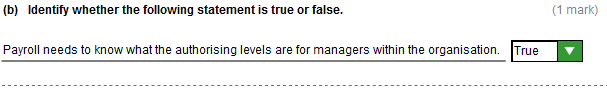 (b) Identify whether the following statement is true or false. (1 mark)
Payroll needs to know what the authorising levels are for managers within the organisation. True